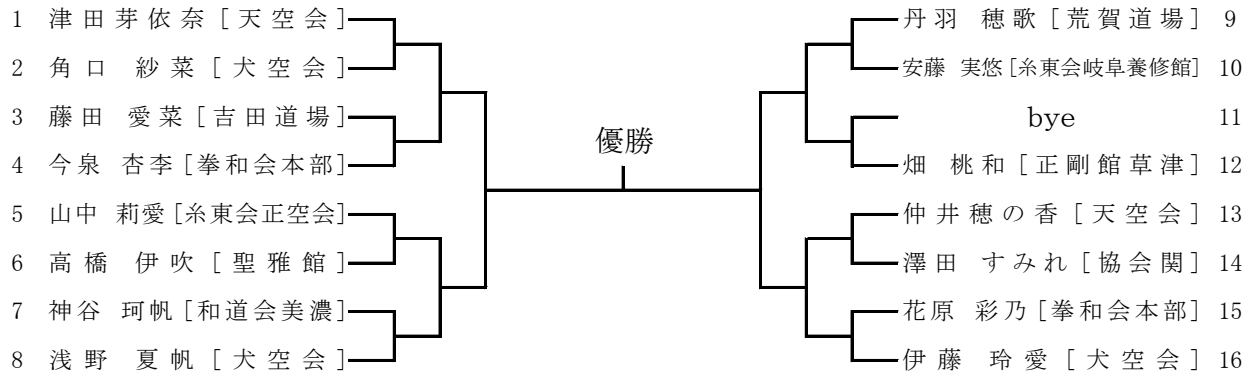 1 津田芽依奈[天空会]
2 角口 紗菜[犬空会]
3 藤田 愛菜[吉田道場]
4 今泉 杏李[拳和会本部]
5 山中 莉愛[糸東会正空会]
6 高橋 伊吹[聖雅館]
7 神谷 珂帆[和道会美濃]
8 浅野 夏帆[犬空会]
優勝
丹羽 穂歌[荒賀道場] 9
安藤 実悠[糸東会岐阜養修館] 10
bye 11
畑 桃和[正剛館草津] 12
仲井穂の香[天空会] 13
澤田 すみれ[協会関] 14
花原 彩乃[拳和会本部] 15
伊藤 玲愛[犬空会] 16